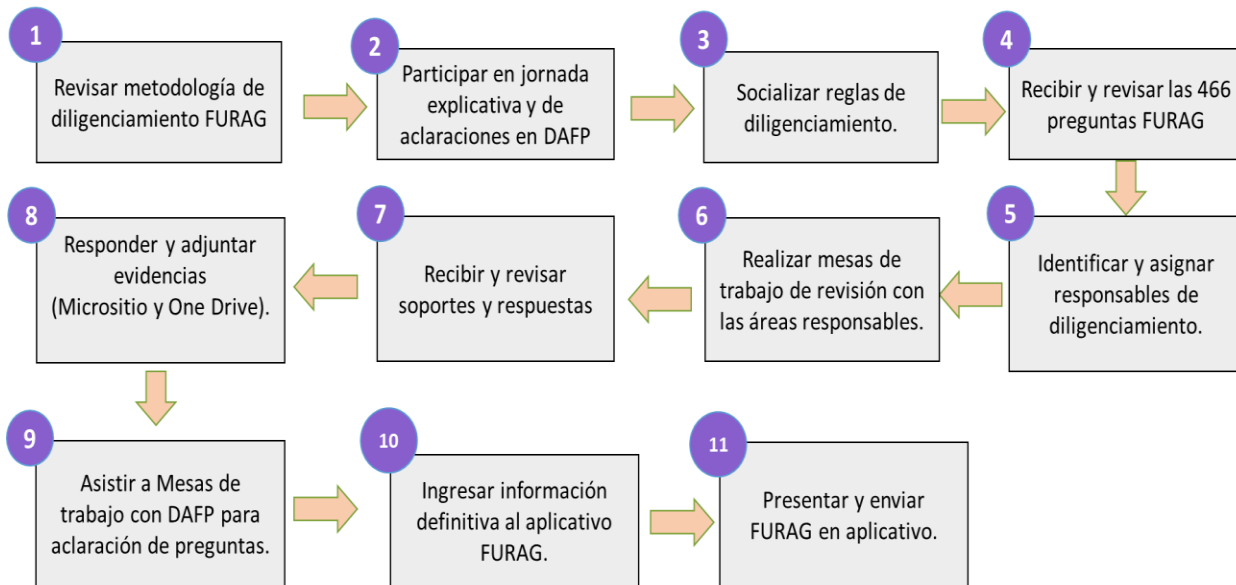 1
Revisar metodología de
diligenciamiento FURAG
2
Participar en jornada
explicativa y de
aclaraciones en DAFP
3
Socializar reglas de
diligenciamiento.
4
Recibir y revisar las 466
preguntas FURAG
5
Identificar y asignar
responsables de
diligenciamiento.
6
Realizar mesas de
trabajo de revisión con
las áreas responsables.
7
Recibir y revisar
soportes y respuestas
8
Responder y adjuntar
evidencias
(Micrositio y One Drive).
9
Asistir a Mesas de
trabajo con DAFP para
aclaración de preguntas.
10
Ingresar información
definitiva al aplicativo
FURAG.
11
Presentar y enviar
FURAG en aplicativo.